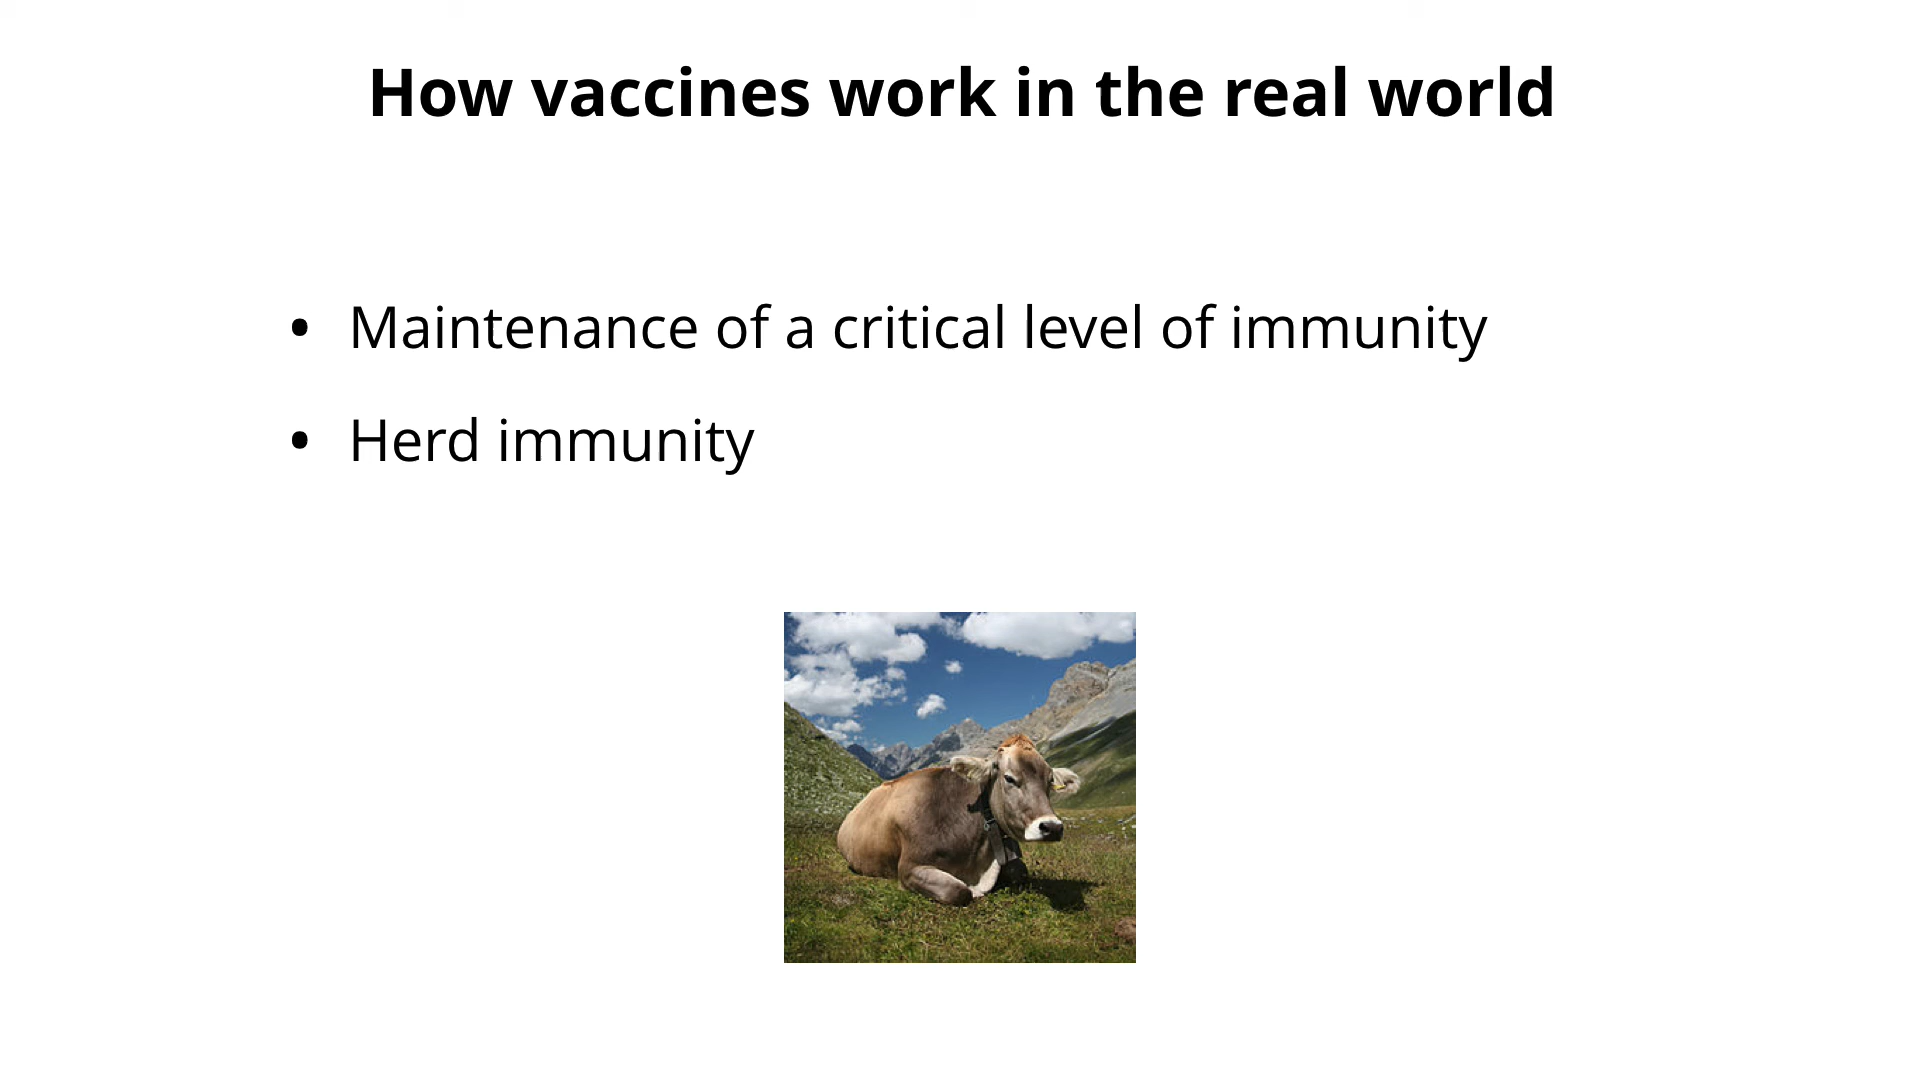 How vaccines work in the real world
• Maintenance of a critical level of immunity
• Herd immunity